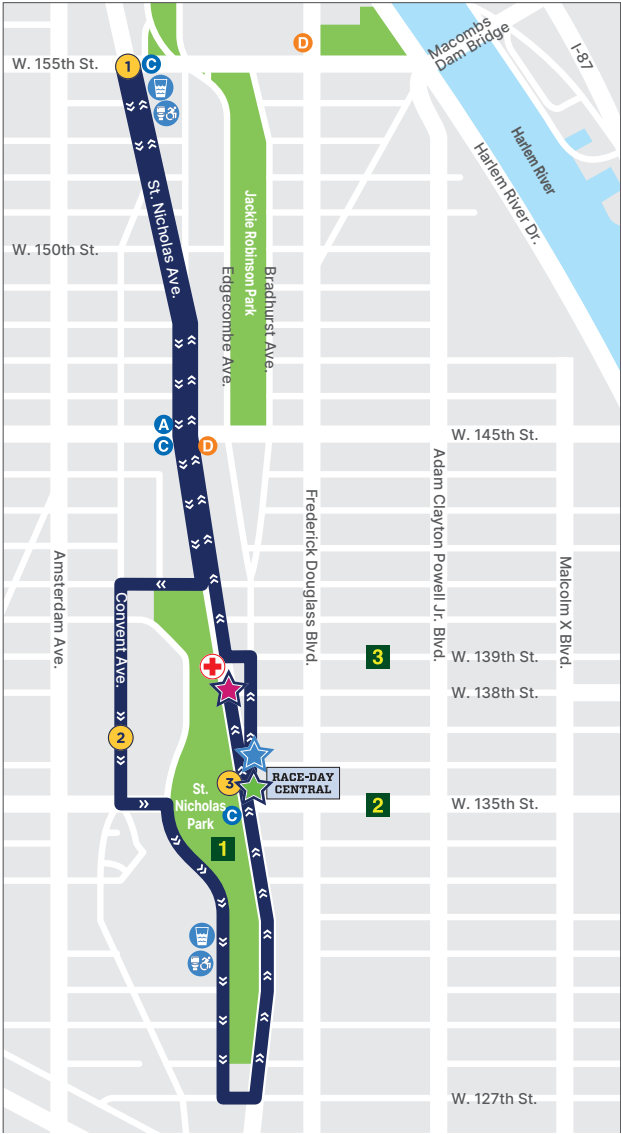 D
Macombs
Dam Bridge
I-87
W. 155th St.
1
C
Harlem River
Harlem River Dr.
St. Nicholas Ave.
Jackie Robinson Park
W. 150th St.
Edgecombe Ave.
Bradhurst Ave.
A
C
D
W. 145th St.
Adam Clayton Powell Jr. Blvd.
Frederick Douglass Blvd.
Amsterdam Ave.
Malcolm X Blvd.
Convent Ave.
3
W. 139th St.
W. 138th St.
2
3
RACE-DAY
CENTRAL
St.
Nicholas
Park
C
2
W. 135th St.
1
W. 127th St.